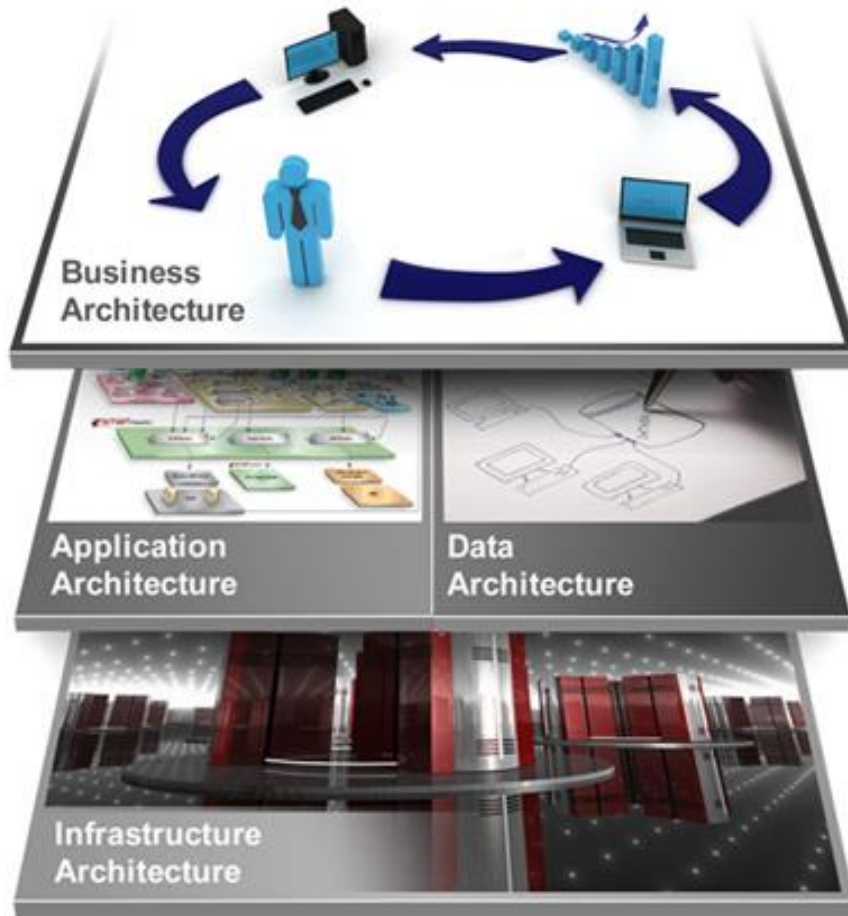 Business
Architecture
Application
Architecture
Data
Architecture
Infrastructure
Architecture